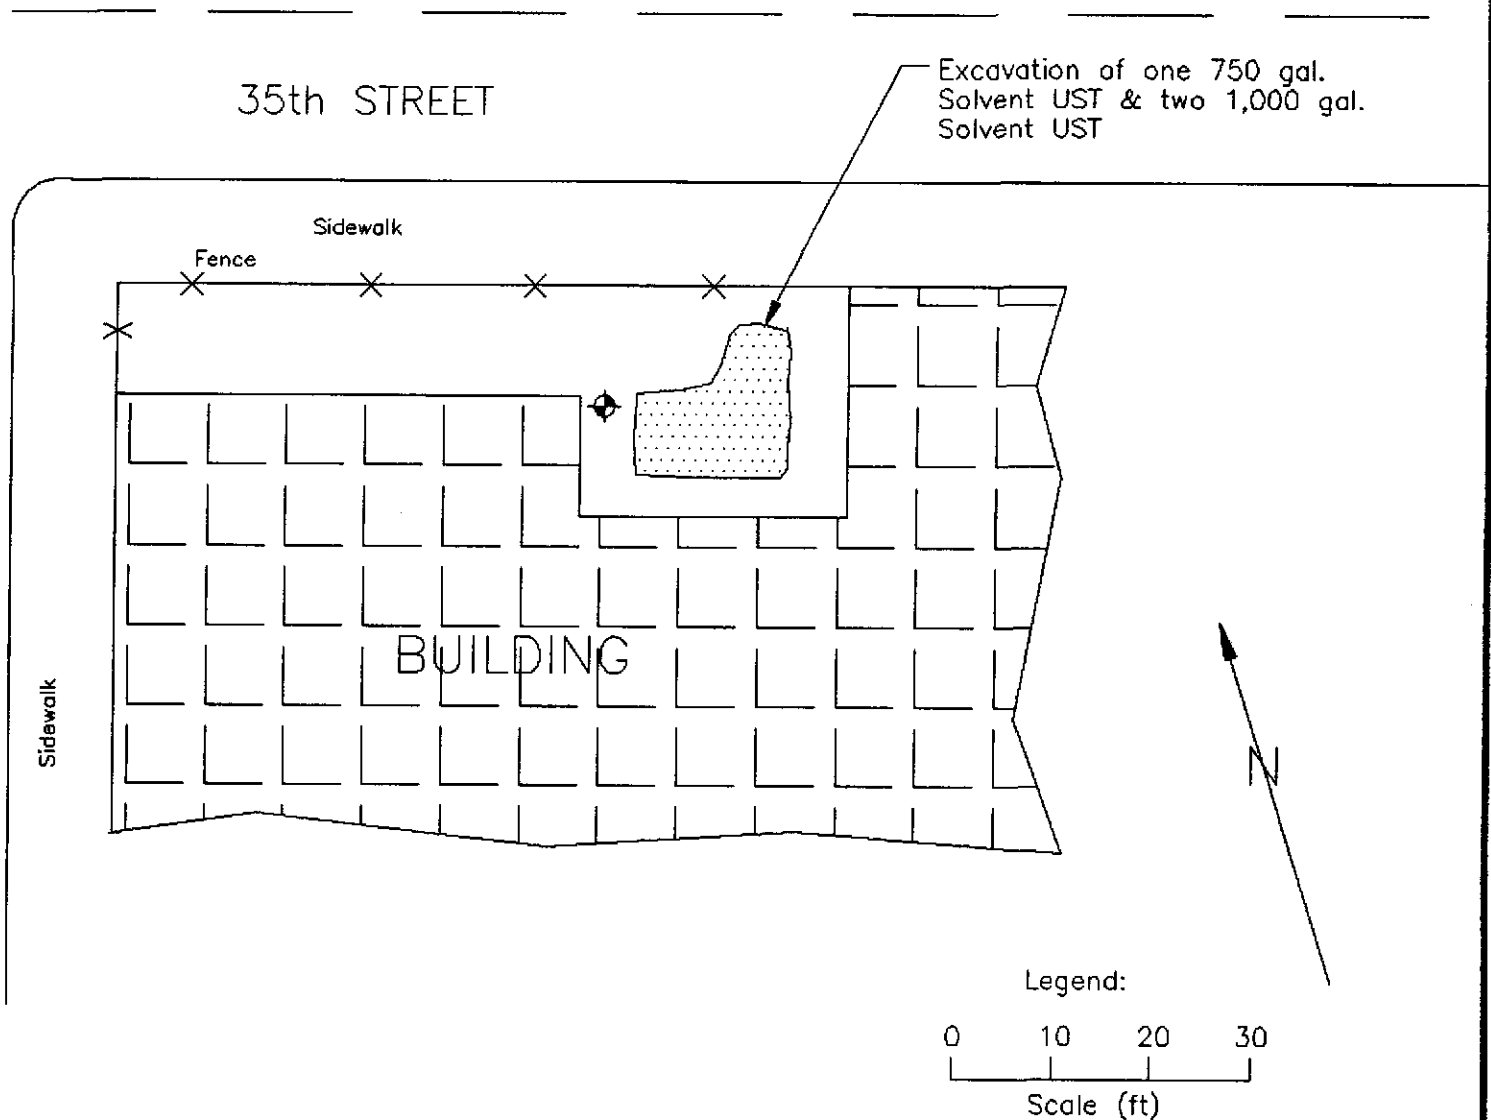 35th STREET
Excavation of one 750 gal.
Solvent UST & two 1,000 gal.
Solvent UST
Sidewalk
Fence
BUILDING
Sidewalk
N
Legend:
0 10 20 30
Scale (ft)